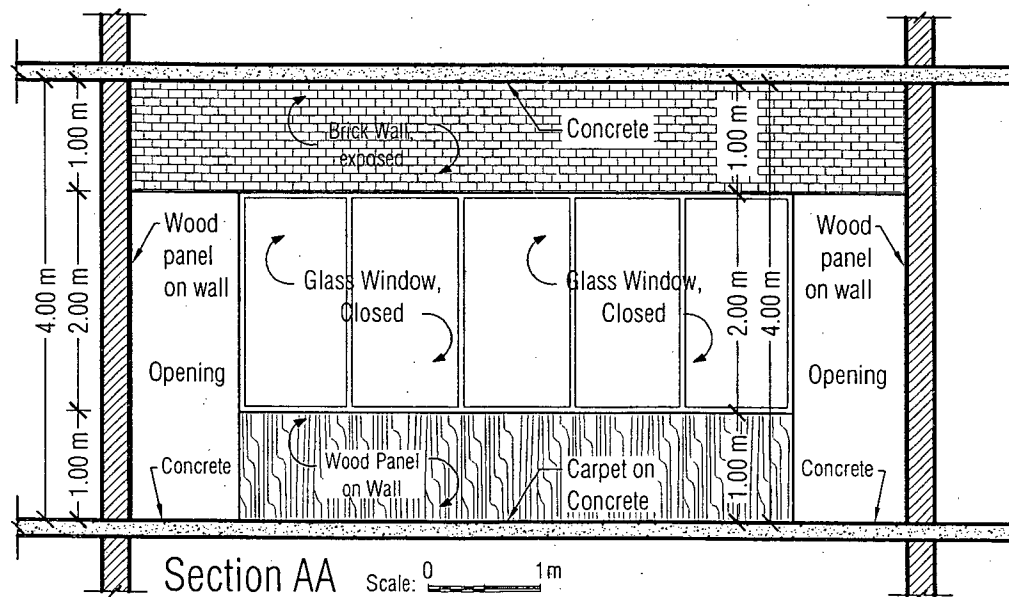 4.00 m
1.00 m
2.00 m
1.00 m
Brick Wall,
exposed
Concrete
1.00 m
2.00 m
4.00 m
1.00 m
Wood
panel
on wall
Opening
Concrete
Glass Window,
Closed
Glass Window,
Closed
Wood
panel
on wall
Opening
Concrete
Wood Panel
on Wall
Carpet on
Concrete
Section AA
Scale: 0 1m